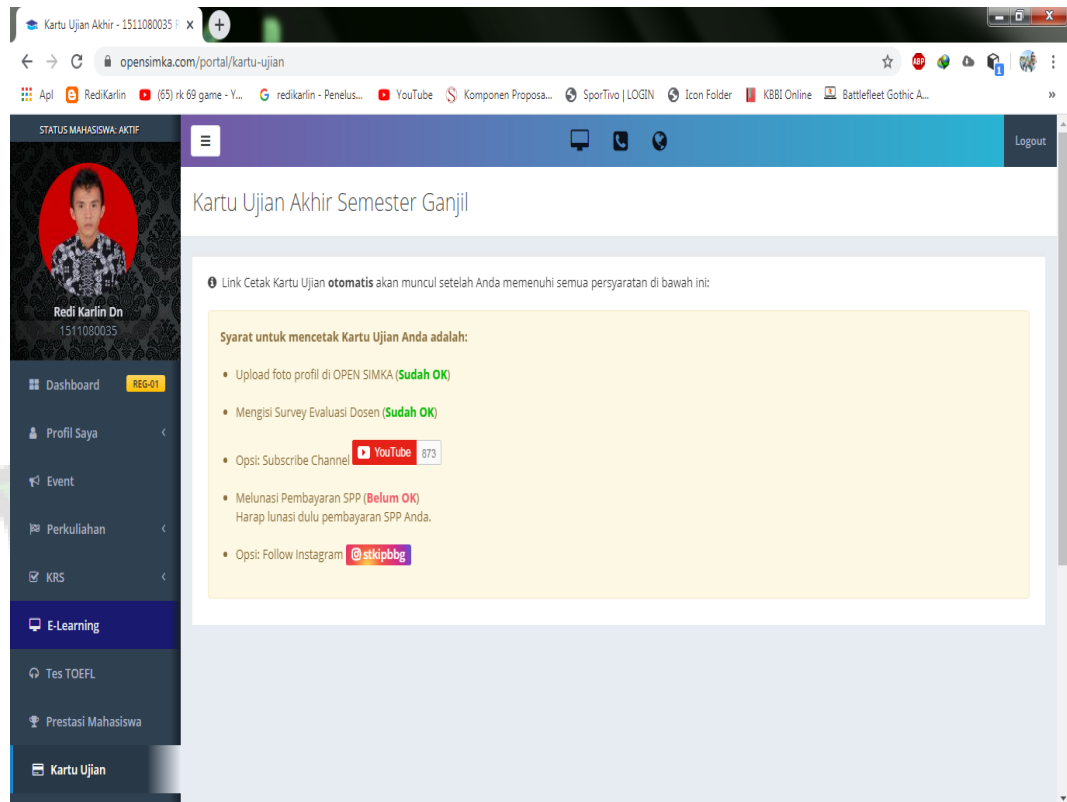 Kartu Ujian Akhir - 1511080035 R
opensimka.com/portal/kartu-ujian
ABP
1
Apl RediKarlin (65) rk 69 game - Y... redikarlin - Penelus... YouTube Komponen Proposa... SporTivo | LOGIN Icon Folder KBBI Online Battlefleet Gothic A... »
STATUS MAHASISWA: AKTIF
Logout
Kartu Ujian Akhir Semester Ganjil
Redi Karlin Dn
1511080035
Dashboard REG-01
Profil Saya
Event
Perkuliahan
KRS
E-Learning
Tes TOEFL
Prestasi Mahasiswa
Kartu Ujian
Link Cetak Kartu Ujian otomatis akan muncul setelah Anda memenuhi semua persyaratan di bawah ini:
Syarat untuk mencetak Kartu Ujian Anda adalah:
• Upload foto profil di OPEN SIMKA (Sudah OK)
• Mengisi Survey Evaluasi Dosen (Sudah OK)
• Opsi: Subscribe Channel YouTube 873
• Melunasi Pembayaran SPP (Belum OK)
Harap lunasi dulu pembayaran SPP Anda.
• Opsi: Follow Instagram stkipbbg